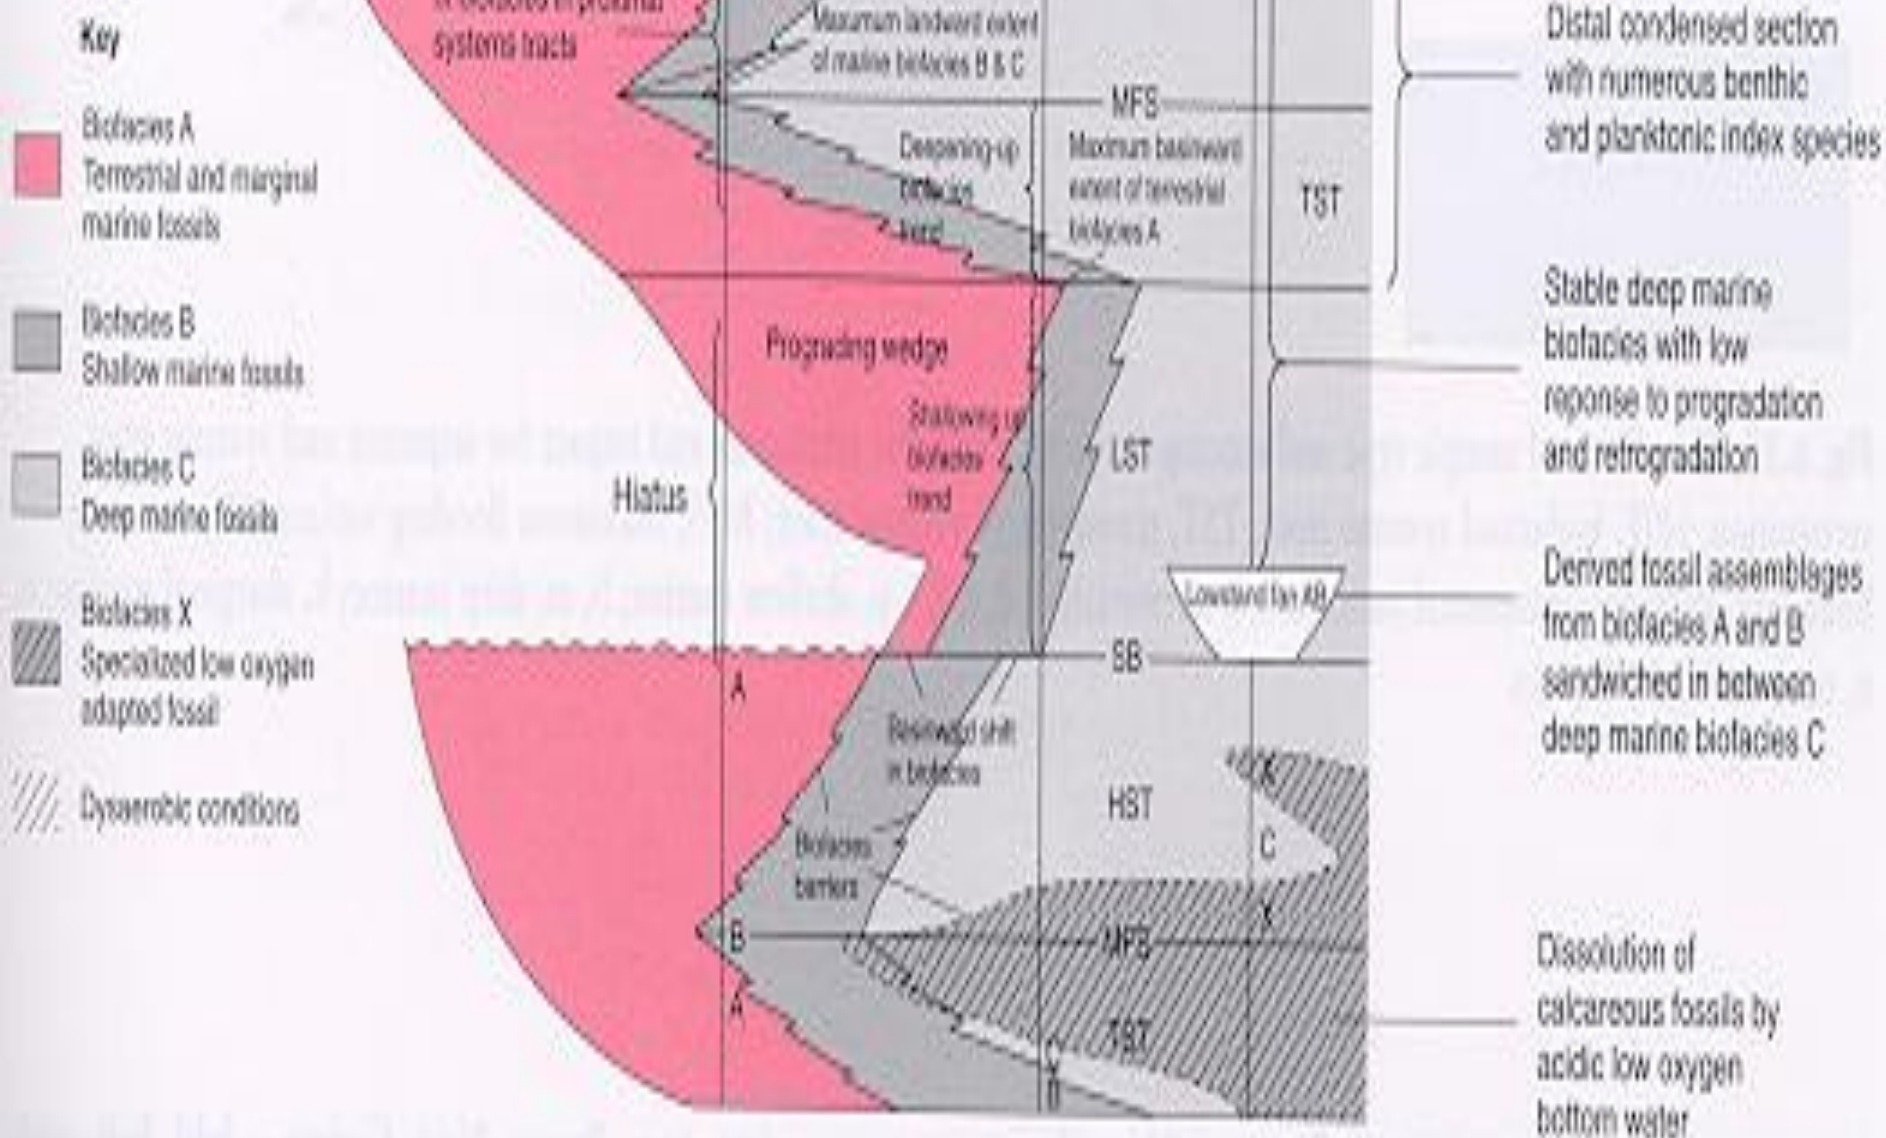 Key
Biofacies A
Terrestrial and marginal
marine fossils
Biofacies B
Shallow marine fossils
Biofacies C
Deep marine fossils
Biofacies X
Specialized low oxygen
adapted fossil
Dysaerobic conditions
systems tracts
Maximum landward extent
of marine biofacies B & C
MFS
Deepening-up
trend
Maximum basinward
extent of terrestrial
biofacies A
TST
Prograding wedge
Shallowing up
biofacies
trend
LST
Hiatus
Lowstand fan AB
SB
A
Basinward shift
in biofacies
HST
X
C
Biofacies
barriers
X
B
MFS
A
TST
Distal condensed section
with numerous benthic
and planktonic index species
Stable deep marine
biofacies with low
reponse to progradation
and retrogradation
Derived fossil assemblages
from biofacies A and B
sandwiched in between
deep marine biofacies C
Dissolution of
calcareous fossils by
acidic low oxygen
bottom water